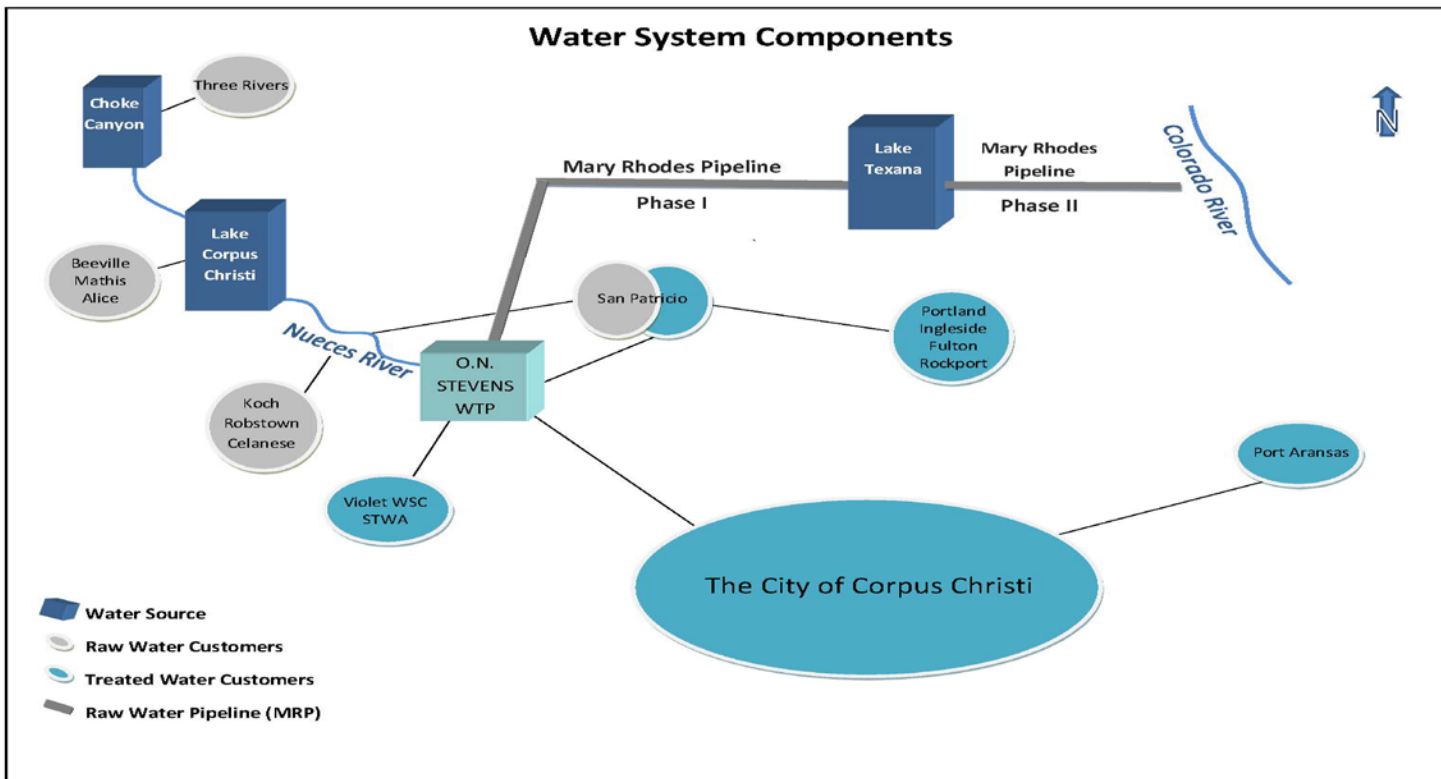 Water System Components
Three Rivers
Choke
Canyon
N
Colorado River
Lake
Texana
Mary Rhodes
Pipeline
Phase II
Mary Rhodes Pipeline
Phase I
Lake
Corpus
Christi
Beeville
Mathis
Alice
San Patricio
Portland
Ingleside
Fulton
Rockport
Nueces River
O.N.
STEVENS
WTP
Koch
Robstown
Celanese
Port Aransas
Violet WSC
STWA
The City of Corpus Christi
Water Source
Raw Water Customers
Treated Water Customers
Raw Water Pipeline (MRP)